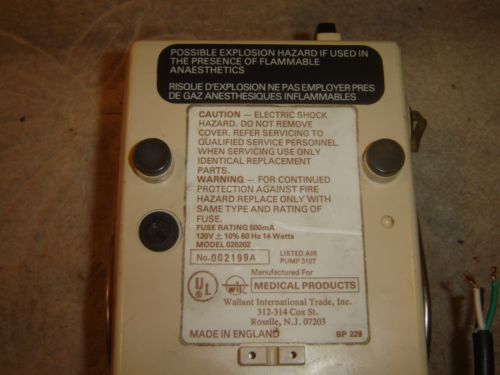 POSSIBLE EXPLOSION HAZARD IF USED IN
THE PRESENCE OF FLAMMABLE
ANAESTHETICS
RISQUE D'EXPLOSION NE PAS EMPLOYER PRES
DE GAZ ANESTHESIQUES INFLAMMABLES
CAUTION – ELECTRIC SHOCK
HAZARD. DO NOT REMOVE
COVER. REFER SERVICING TO
QUALIFIED SERVICE PERSONNEL.
WHEN SERVICING USE ONLY
IDENTICAL REPLACEMENT
PARTS.
WARNING – FOR CONTINUED
PROTECTION AGAINST FIRE
HAZARD REPLACE ONLY WITH
SAME TYPE AND RATING OF
FUSE.
FUSE RATING 600mA
120V ± 10% 60 Hz 14 Watts
MODEL 020202
No. 002199A
LISTED AIR
PUMP 310T
Manufactured For
UL
WIT
MEDICAL PRODUCTS
Wallant International Trade, Inc.
312-314 Cox St.
Roselle, N.J. 07203
MADE IN ENGLAND
BP 229